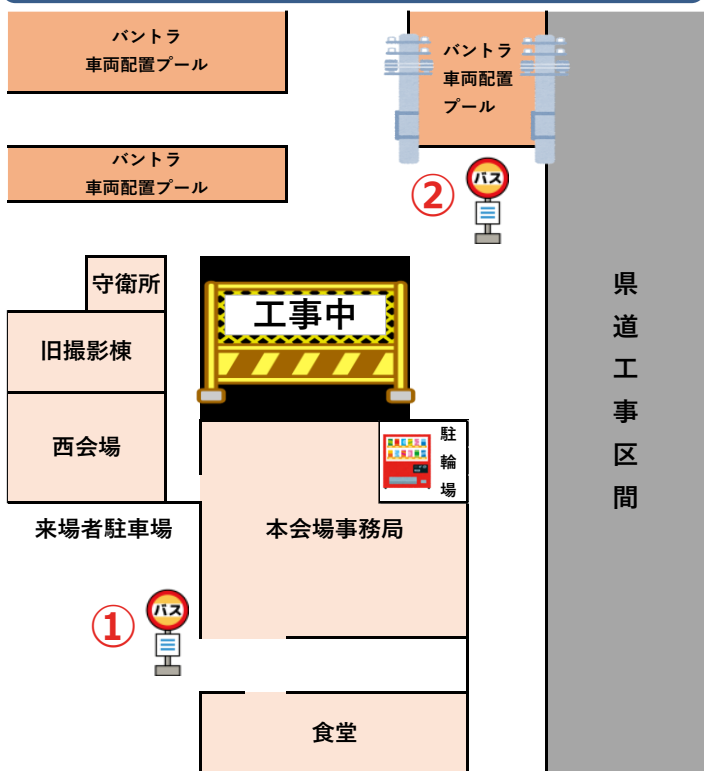 バントラ
車両配置プール
バントラ
車両配置
プール
バントラ
車両配置プール
②
バス
守衛所
工事中
旧撮影棟
県道工事区間
西会場
駐輪場
来場者駐車場
本会場事務局
①
バス
食堂